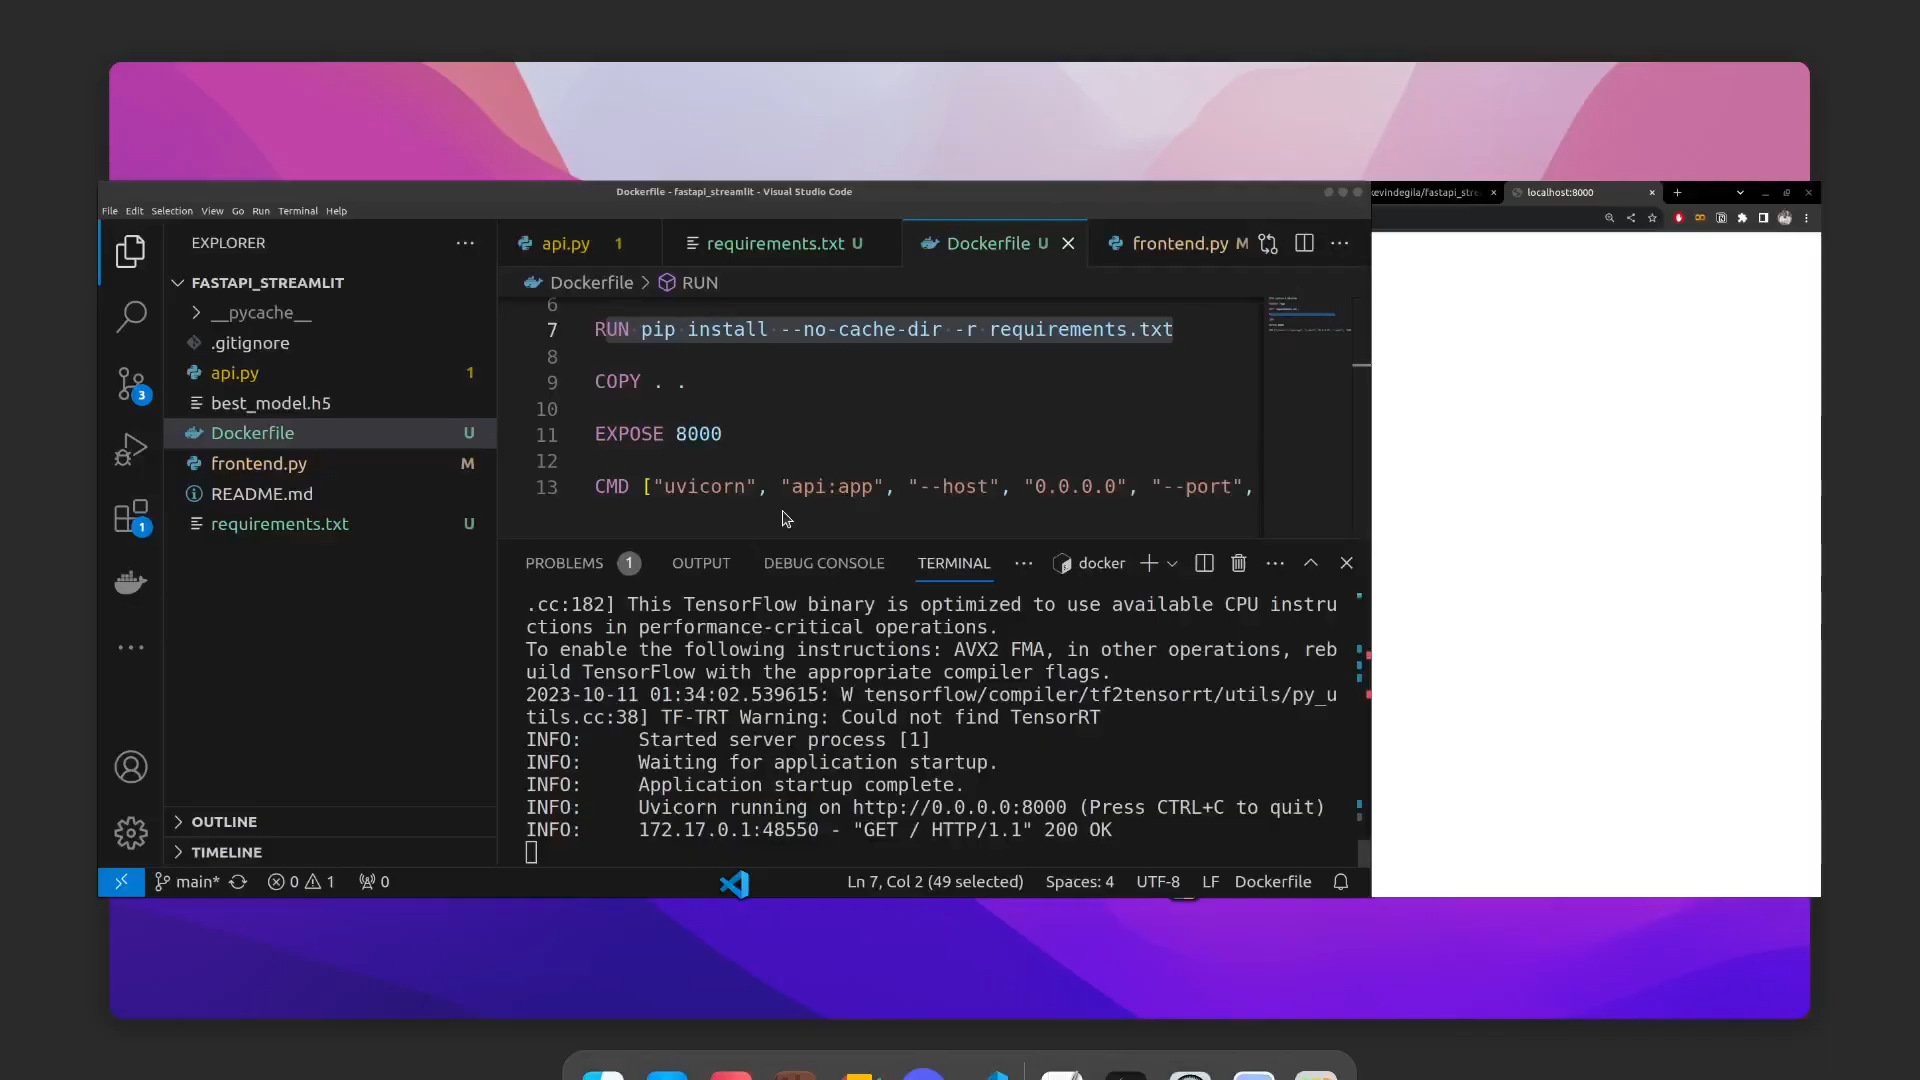 Dockerfile - fastapi_streamlit - Visual Studio Code
File Edit Selection View Go Run Terminal Help
kevindegila/fastapi_stre
localhost:8000
EXPLORER
FASTAPI_STREAMLIT
__pycache__
.gitignore
api.py 1
best_model.h5
Dockerfile U
frontend.py M
README.md
requirements.txt U
OUTLINE
TIMELINE
3
1
api.py 1
requirements.txt U
Dockerfile U
frontend.py M
Dockerfile > RUN
6
7 RUN pip install --no-cache-dir -r requirements.txt
8
9 COPY . .
10
11 EXPOSE 8000
12
13 CMD ["uvicorn", "api:app", "--host", "0.0.0.0", "--port",
PROBLEMS 1 OUTPUT DEBUG CONSOLE TERMINAL docker
.cc:182] This TensorFlow binary is optimized to use available CPU instru
ctions in performance-critical operations.
To enable the following instructions: AVX2 FMA, in other operations, reb
uild TensorFlow with the appropriate compiler flags.
2023-10-11 01:34:02.539615: W tensorflow/compiler/tf2tensorrt/utils/py_u
tils.cc:38] TF-TRT Warning: Could not find TensorRT
INFO: Started server process [1]
INFO: Waiting for application startup.
INFO: Application startup complete.
INFO: Uvicorn running on http://0.0.0.0:8000 (Press CTRL+C to quit)
INFO: 172.17.0.1:48550 - "GET / HTTP/1.1" 200 OK
main* 0 1 0 Ln 7, Col 2 (49 selected) Spaces: 4 UTF-8 LF Dockerfile